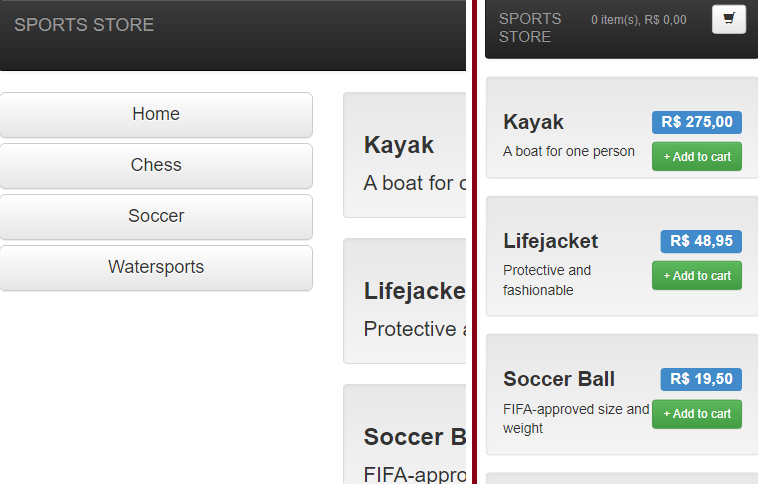 SPORTS STORE
Home
Chess
Soccer
Watersports
Kayak
A boat for o
Lifejacke
Protective a
Soccer B
FIFA-appro
SPORTS
STORE
0 item(s), R$ 0,00
Kayak
R$ 275,00
A boat for one person
+ Add to cart
Lifejacket
R$ 48,95
Protective and
fashionable
+ Add to cart
Soccer Ball
R$ 19,50
FIFA-approved size and
weight
+ Add to cart